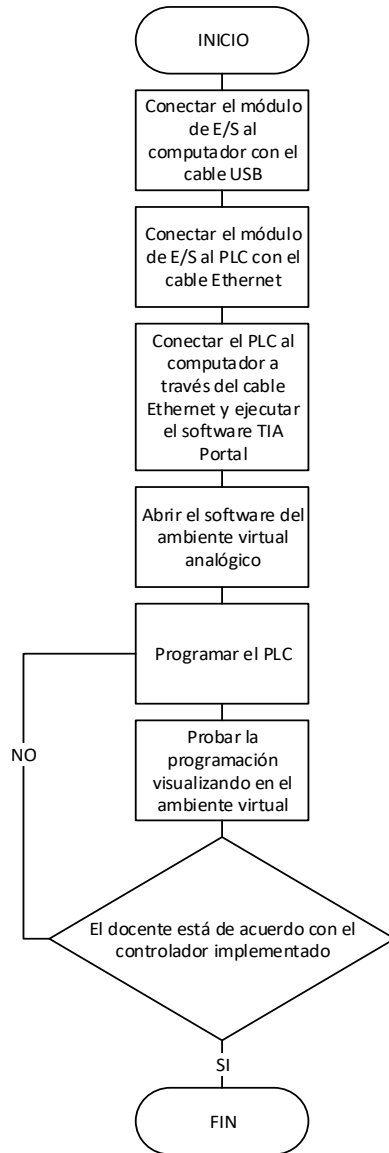 INICIO
Conectar el módulo
de E/S al
computador con el
cable USB
Conectar el módulo
de E/S al PLC con el
cable Ethernet
Conectar el PLC al
computador a
través del cable
Ethernet y ejecutar
el software TIA
Portal
Abrir el software del
ambiente virtual
analógico
Programar el PLC
NO
Probar la
programación
visualizando en el
ambiente virtual
El docente está de acuerdo con el
controlador implementado
SI
FIN